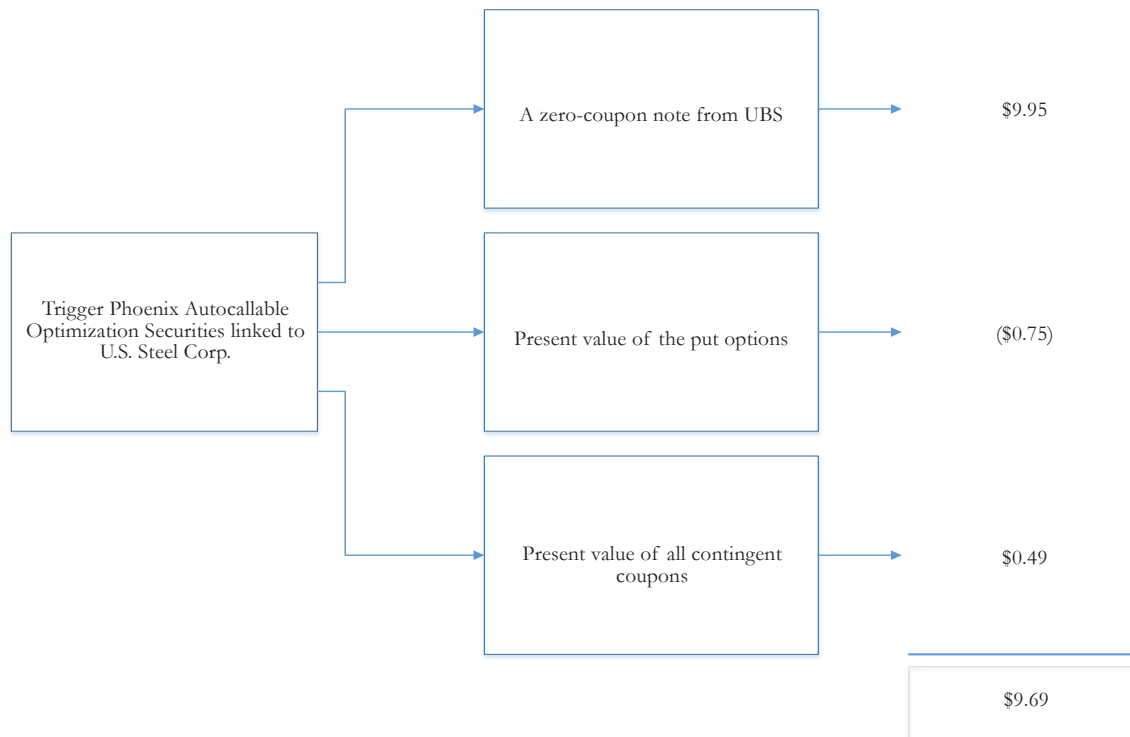 A zero-coupon note from UBS
$9.95
Trigger Phoenix Autocallable
Optimization Securities linked to
U.S. Steel Corp.
Present value of the put options
($0.75)
Present value of all contingent
coupons
$0.49
$9.69